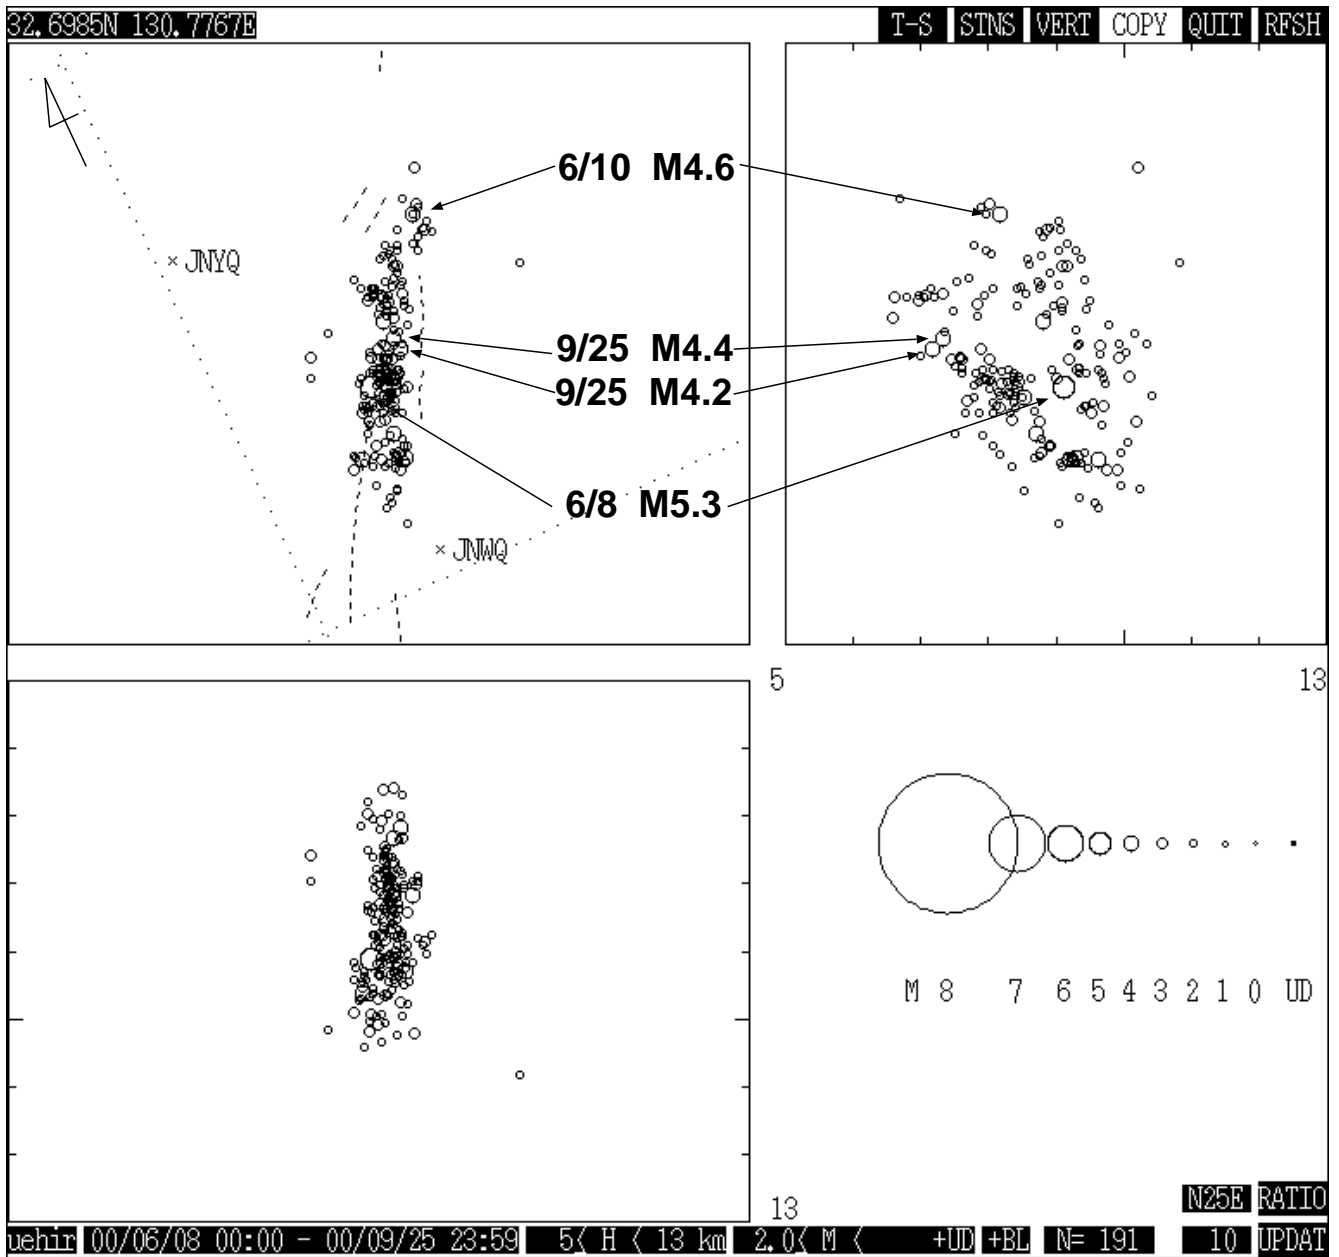 32.6985N 130.7767E T-S STNS VERT COPY QUIT RFSH
6/10 M4.6
JNYQ
9/25 M4.4
9/25 M4.2
6/8 M5.3
JNWQ
5 13
M 8 7 6 5 4 3 2 1 0 UD
13
N25E RATIO
uehir 00/06/08 00:00 - 00/09/25 23:59 5< H < 13 km 2.0< M < +UD +BL N= 191 10 UPDAT